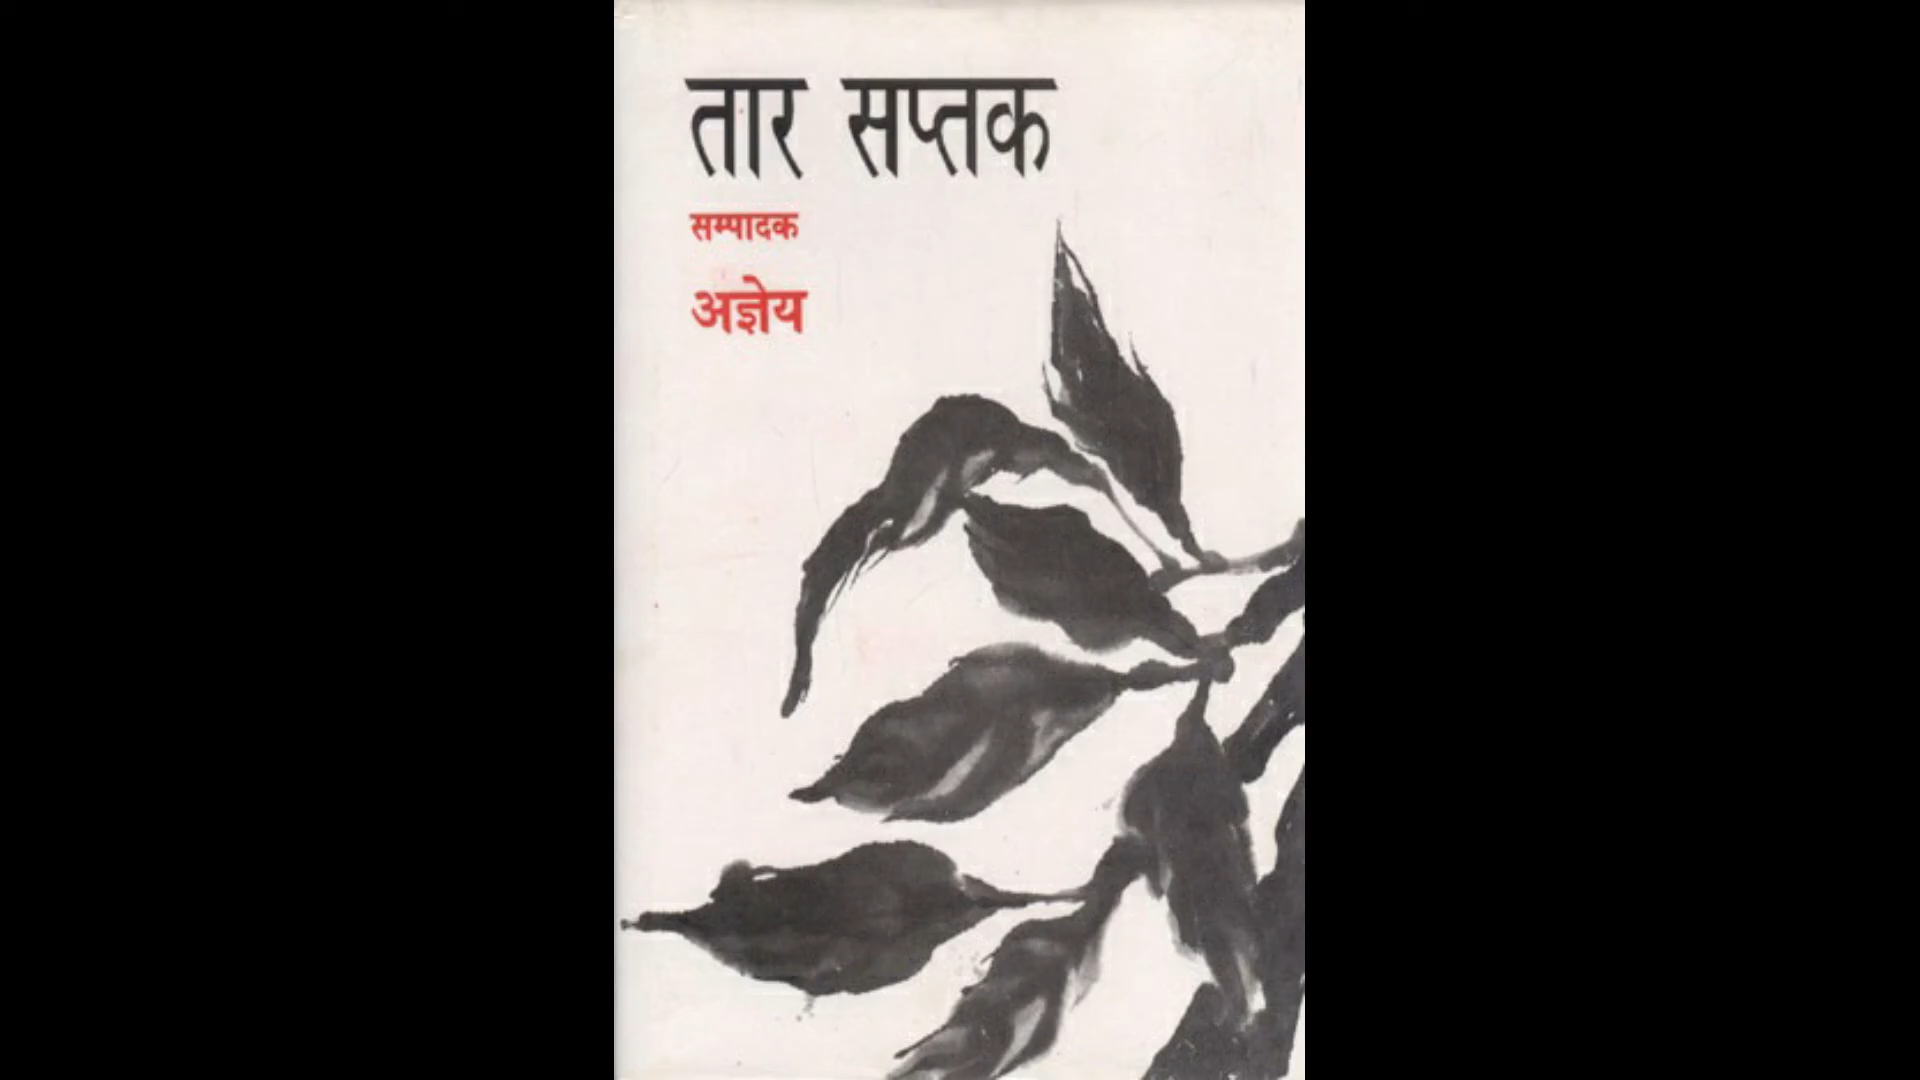 तार सप्तक
सम्पादक
अज्ञेय